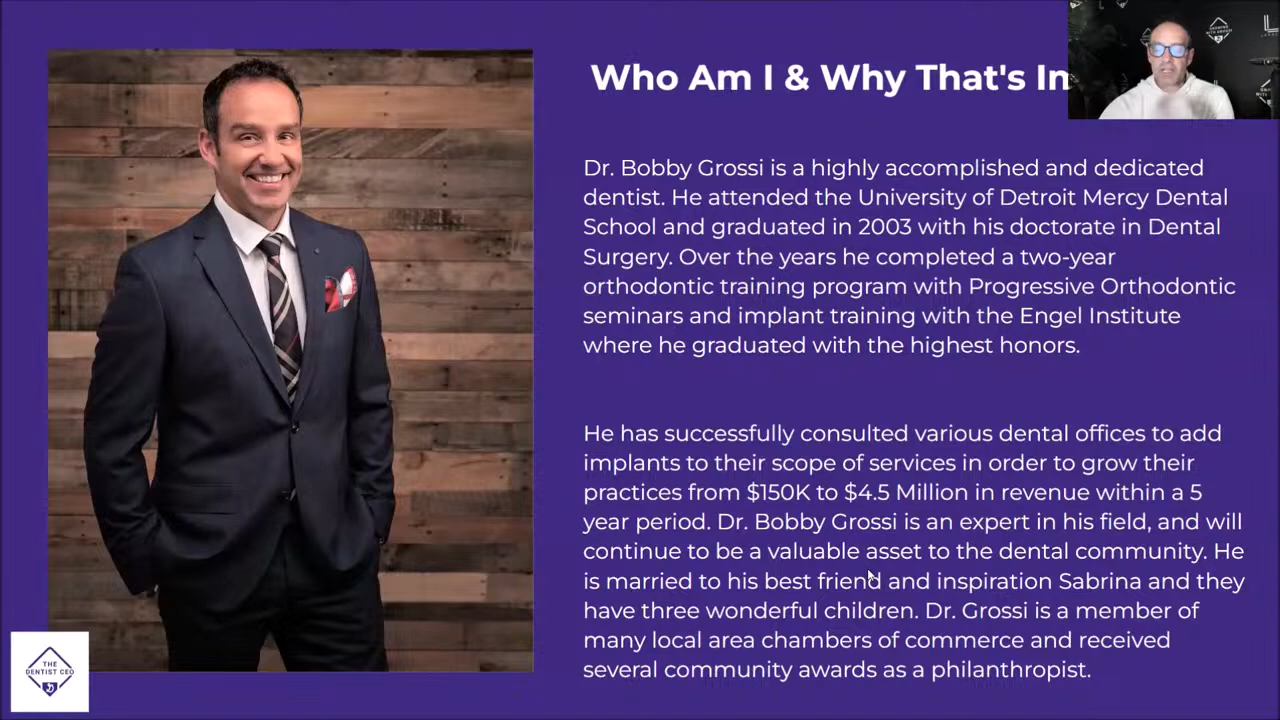 Who Am I & Why That's
Dr. Bobby Grossi is a highly accomplished and dedicated
dentist. He attended the University of Detroit Mercy Dental
School and graduated in 2003 with his doctorate in Dental
Surgery. Over the years he completed a two-year
orthodontic training program with Progressive Orthodontic
seminars and implant training with the Engel Institute
where he graduated with the highest honors.
He has successfully consulted various dental offices to add
implants to their scope of services in order to grow their
practices from $150K to $4.5 Million in revenue within a 5
year period. Dr. Bobby Grossi is an expert in his field, and will
continue to be a valuable asset to the dental community. He
is married to his best friend and inspiration Sabrina and they
have three wonderful children. Dr. Grossi is a member of
many local area chambers of commerce and received
several community awards as a philanthropist.
THE
DENTIST CEO